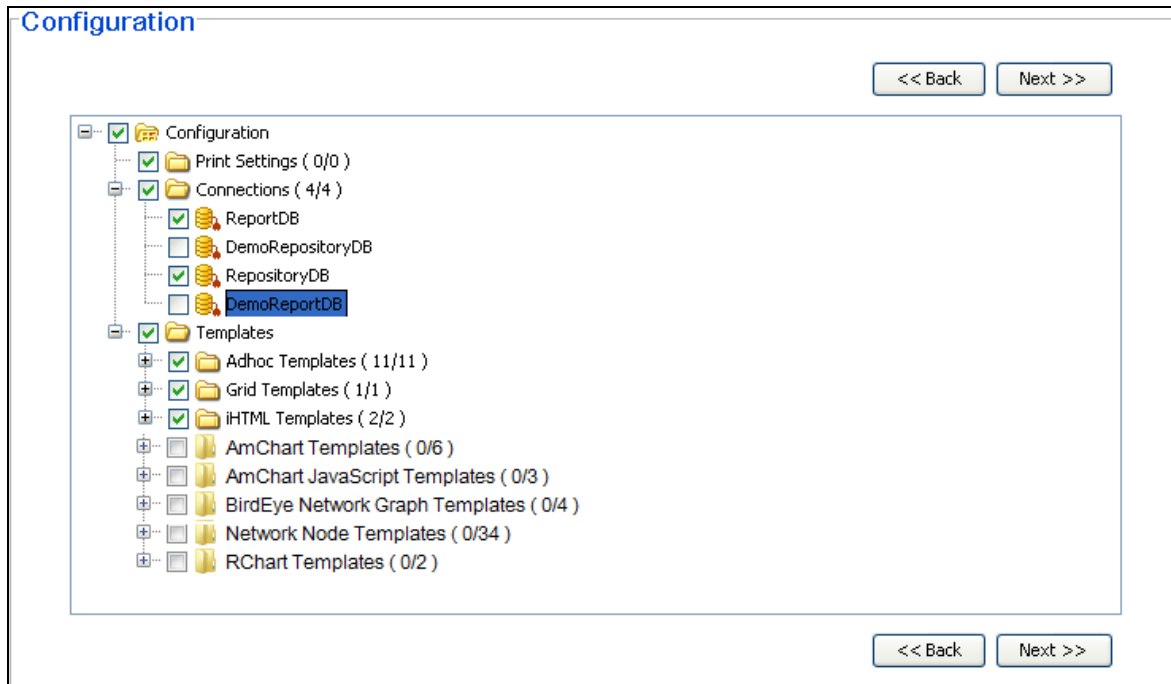 Configuration
<< Back Next >>
Configuration
Print Settings ( 0/0 )
Connections ( 4/4 )
ReportDB
DemoRepositoryDB
RepositoryDB
DemoReportDB
Templates
Adhoc Templates ( 11/11 )
Grid Templates ( 1/1 )
iHTML Templates ( 2/2 )
AmChart Templates ( 0/6 )
AmChart JavaScript Templates ( 0/3 )
BirdEye Network Graph Templates ( 0/4 )
Network Node Templates ( 0/34 )
RChart Templates ( 0/2 )
<< Back Next >>